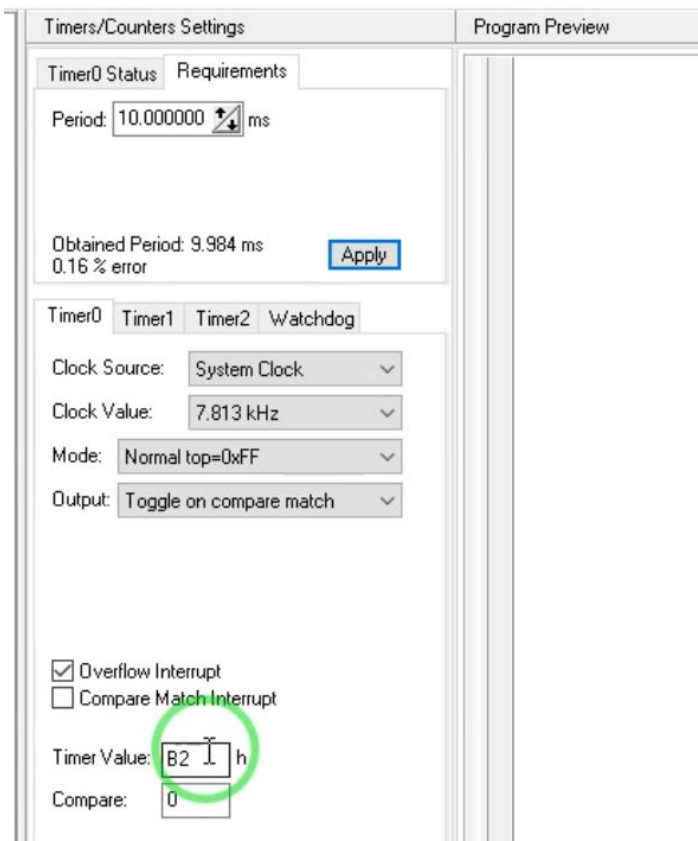 Timers/Counters Settings
Program Preview
Timer0 Status
Requirements
Period: 10.000000 ms
Obtained Period: 9.984 ms
0.16 % error
Apply
Timer0
Timer1
Timer2
Watchdog
Clock Source: System Clock
Clock Value: 7.813 kHz
Mode: Normal top=0xFF
Output: Toggle on compare match
Overflow Interrupt
Compare Match Interrupt
Timer Value: B2 h
Compare: 0